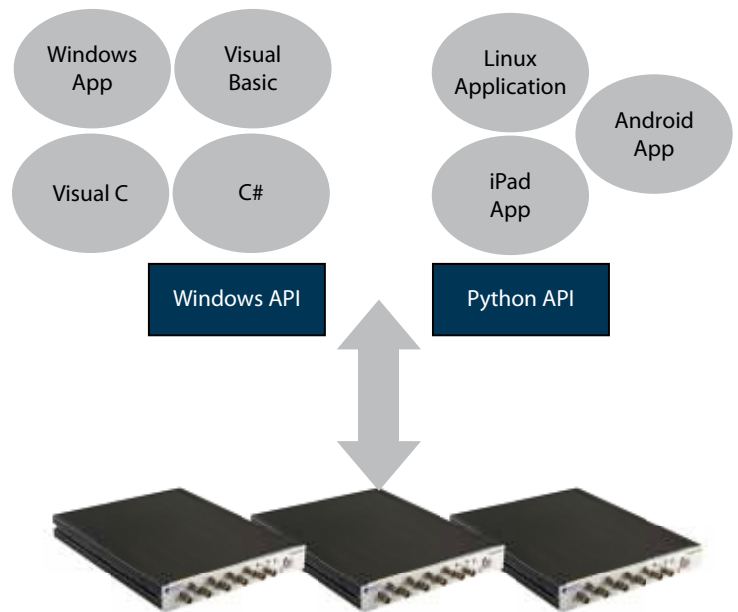 Windows
App
Visual
Basic
Linux
Application
Android
App
Visual C
C#
iPad
App
Windows API
Python API